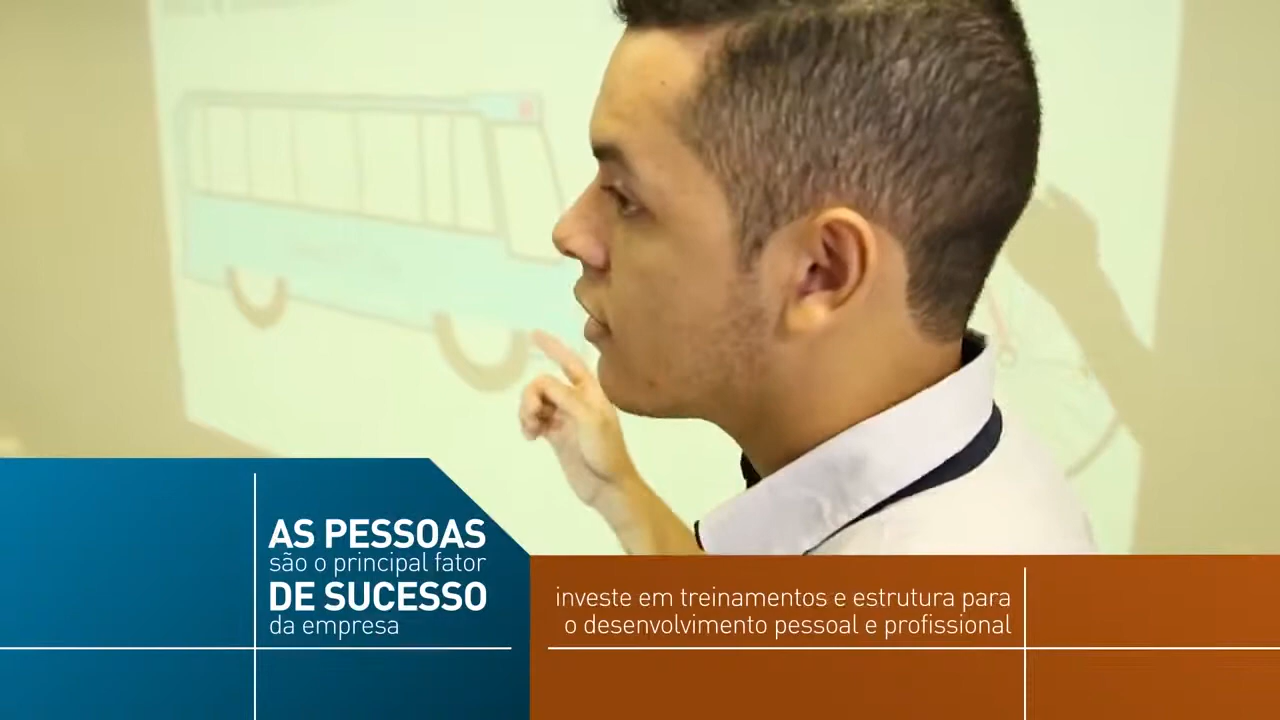 AS PESSOAS
são o principal fator
DE SUCESSO
da empresa
investe em treinamentos e estrutura para
o desenvolvimento pessoal e profissional